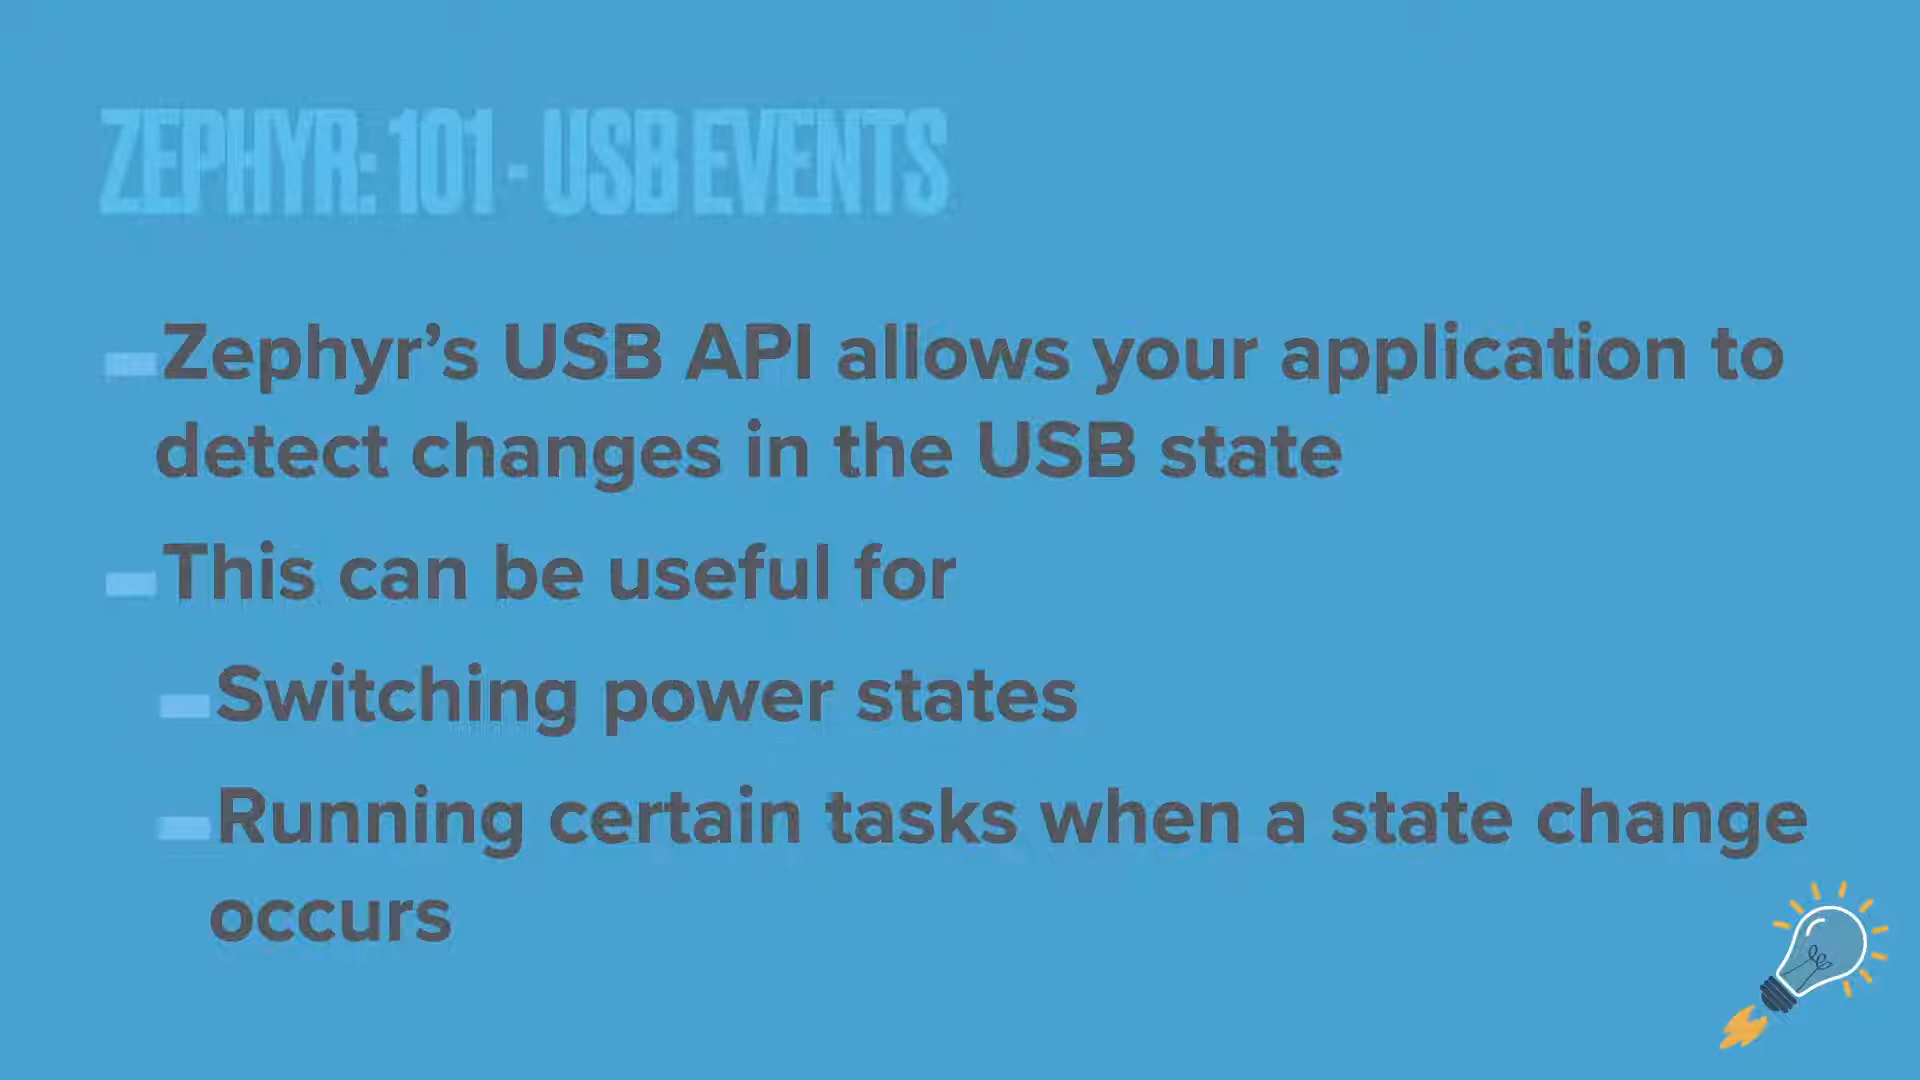 ZEPHYR: 101 - USB EVENTS
Zephyr’s USB API allows your application to
detect changes in the USB state
This can be useful for
Switching power states
Running certain tasks when a state change
occurs